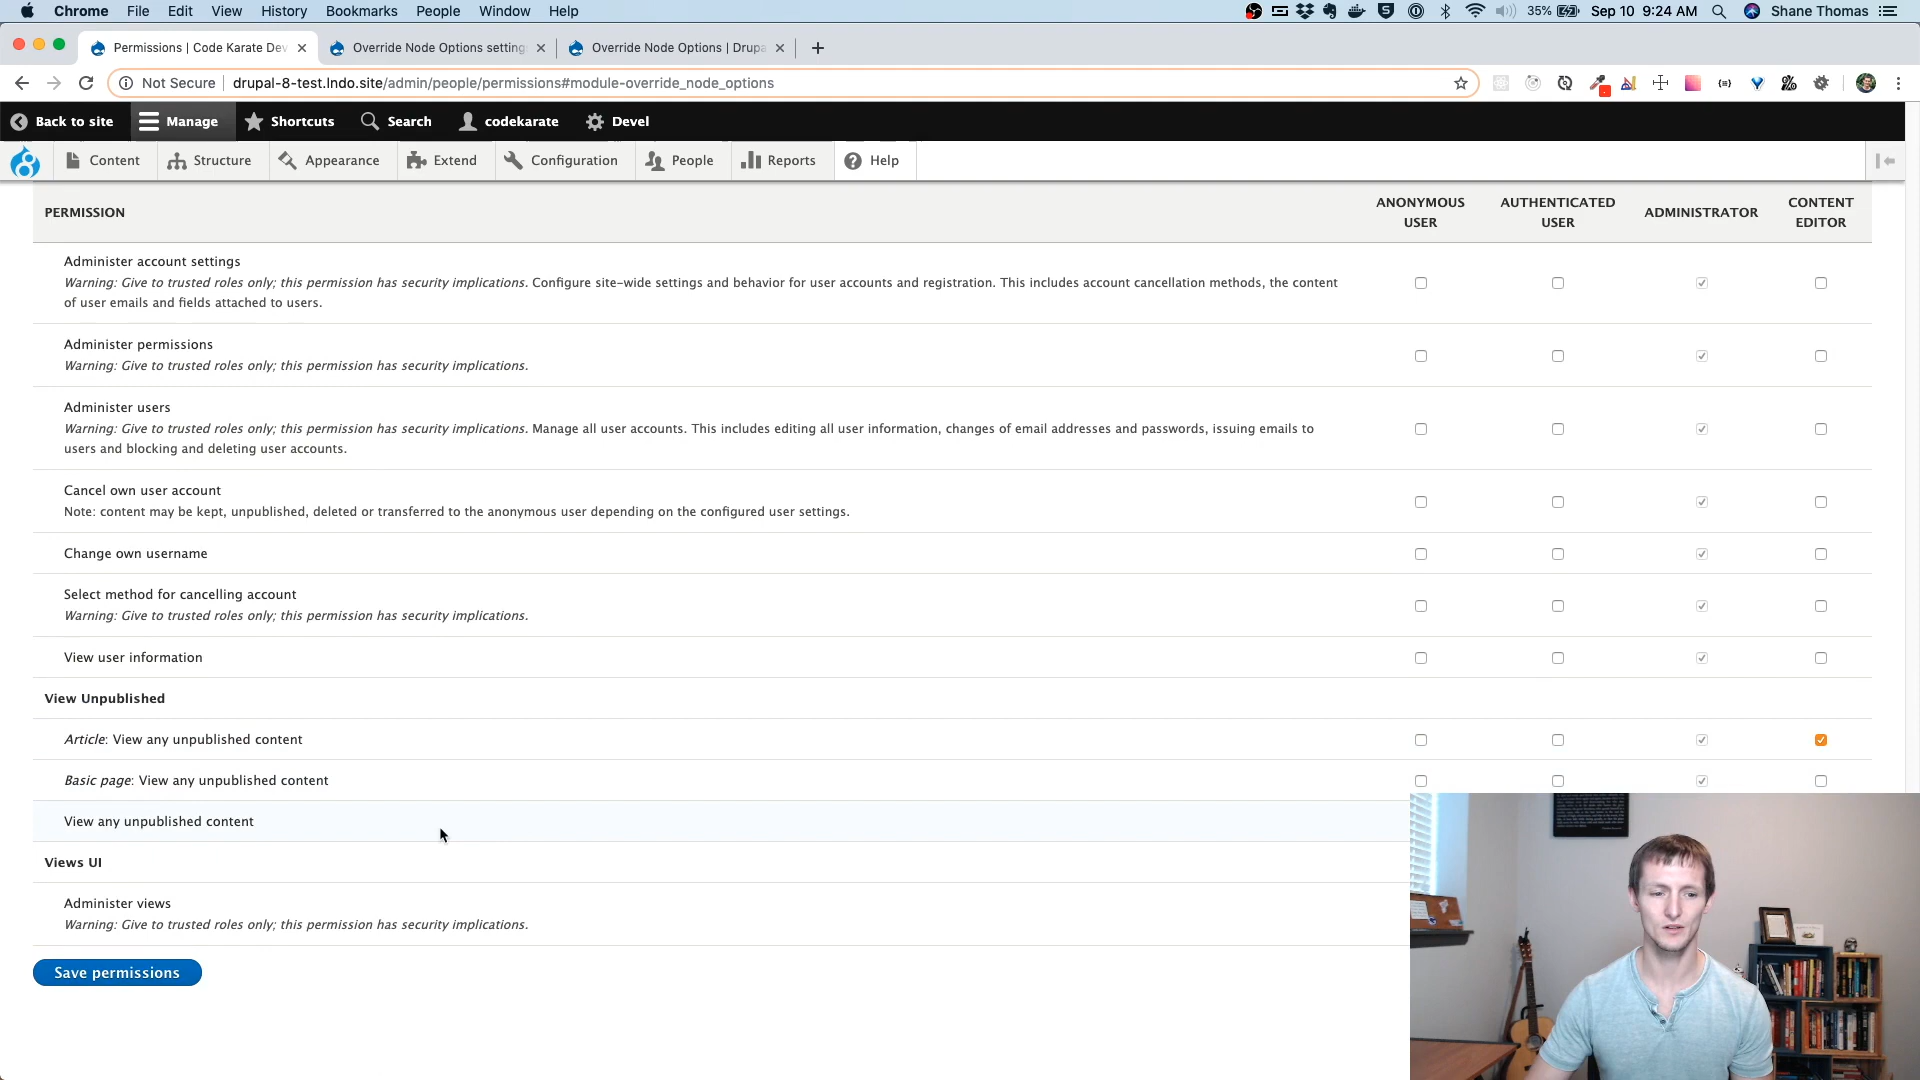 Chrome File Edit View History Bookmarks People Window Help 35% Sep 10 9:24 AM Shane Thomas
Permissions | Code Karate Dev Override Node Options setting Override Node Options | Drupa
Not Secure drupal-8-test.lndo.site/admin/people/permissions#module-override_node_options
Back to site Manage Shortcuts Search codekarate Devel
Content Structure Appearance Extend Configuration People Reports Help
PERMISSION ANONYMOUS USER AUTHENTICATED USER ADMINISTRATOR CONTENT EDITOR
Administer account settings
Warning: Give to trusted roles only; this permission has security implications. Configure site-wide settings and behavior for user accounts and registration. This includes account cancellation methods, the content
of user emails and fields attached to users.
Administer permissions
Warning: Give to trusted roles only; this permission has security implications.
Administer users
Warning: Give to trusted roles only; this permission has security implications. Manage all user accounts. This includes editing all user information, changes of email addresses and passwords, issuing emails to
users and blocking and deleting user accounts.
Cancel own user account
Note: content may be kept, unpublished, deleted or transferred to the anonymous user depending on the configured user settings.
Change own username
Select method for cancelling account
Warning: Give to trusted roles only; this permission has security implications.
View user information
View Unpublished
Article: View any unpublished content
Basic page: View any unpublished content
View any unpublished content
Views UI
Administer views
Warning: Give to trusted roles only; this permission has security implications.
Save permissions